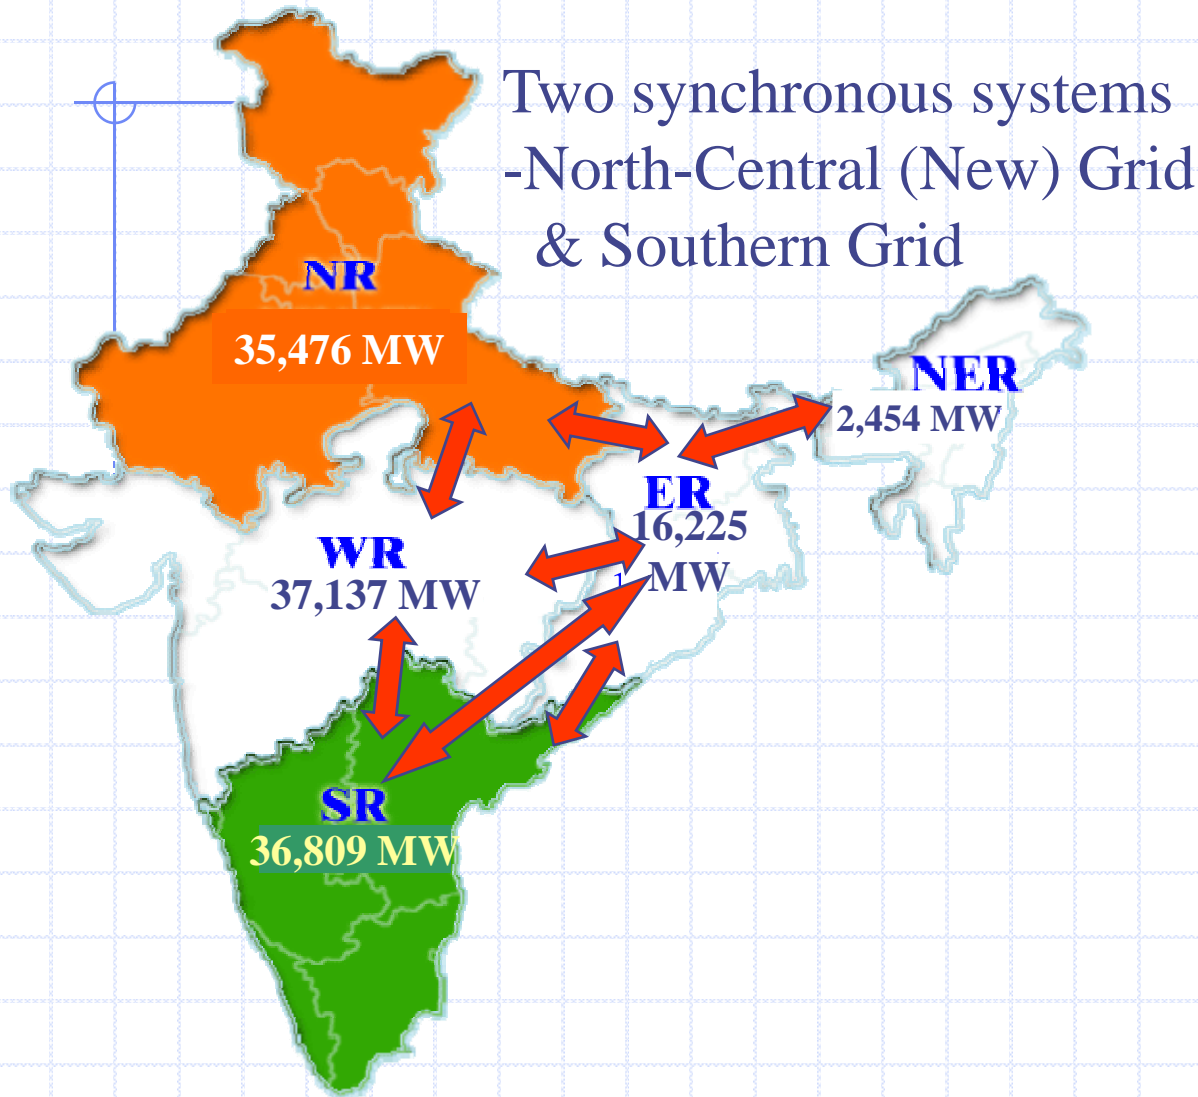 Two synchronous systems
-North-Central (New) Grid
& Southern Grid
NR
35,476 MW
NER
2,454 MW
ER
16,225
MW
1
WR
37,137 MW
SR
36,809 MW